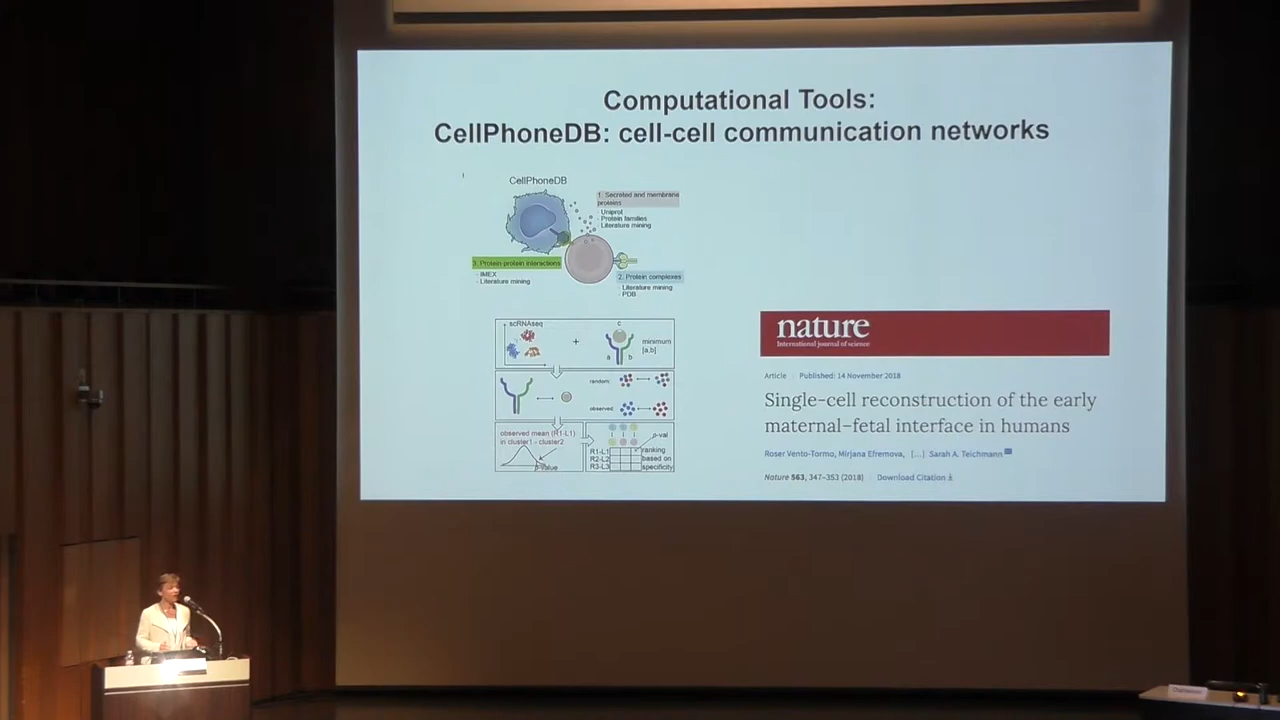 Computational Tools:
CellPhoneDB: cell-cell communication networks
CellPhoneDB
1. Secreted and membrane
proteins
- Uniprot
- Protein families
- Literature mining
3. Protein-protein interactions
- IMEX
- Literature mining
2. Protein complexes
- Literature mining
- PDB
scRNAseq
+
c
a
b
minimum
[a,b]
random:
observed:
observed mean (R1-L1)
in cluster1 - cluster2
p-value
p-val
R1-L1
R2-L2
R3-L3
ranking
based on
specificity
nature
International journal of science
Article Published: 14 November 2018
Single-cell reconstruction of the early
maternal–fetal interface in humans
Roser Vento-Tormo, Mirjana Efremova, […] Sarah A. Teichmann
Nature 563, 347–353 (2018) Download Citation